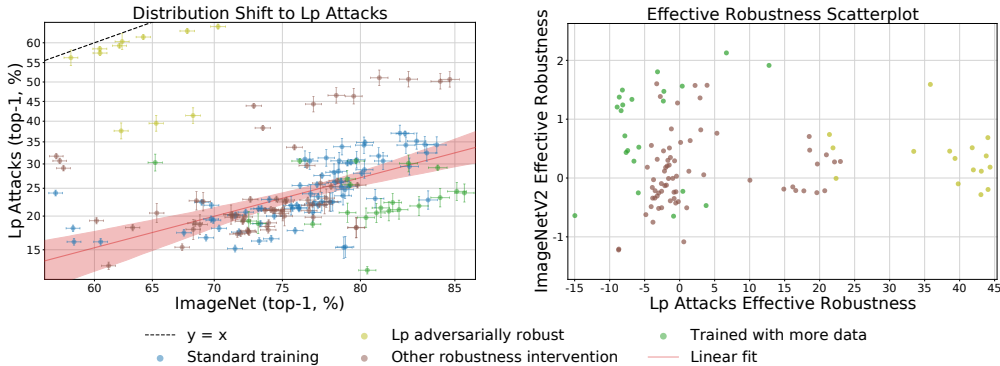 Distribution Shift to Lp Attacks
Lp Attacks (top-1, %)
60
55
50
45
40
35
30
25
20
15
60
65
70
75
80
85
ImageNet (top-1, %)
Effective Robustness Scatterplot
ImageNetV2 Effective Robustness
2
1
0
-1
-15
-10
-5
0
5
10
15
20
25
30
35
40
45
Lp Attacks Effective Robustness
y = x
Lp adversarially robust
Trained with more data
Standard training
Other robustness intervention
Linear fit